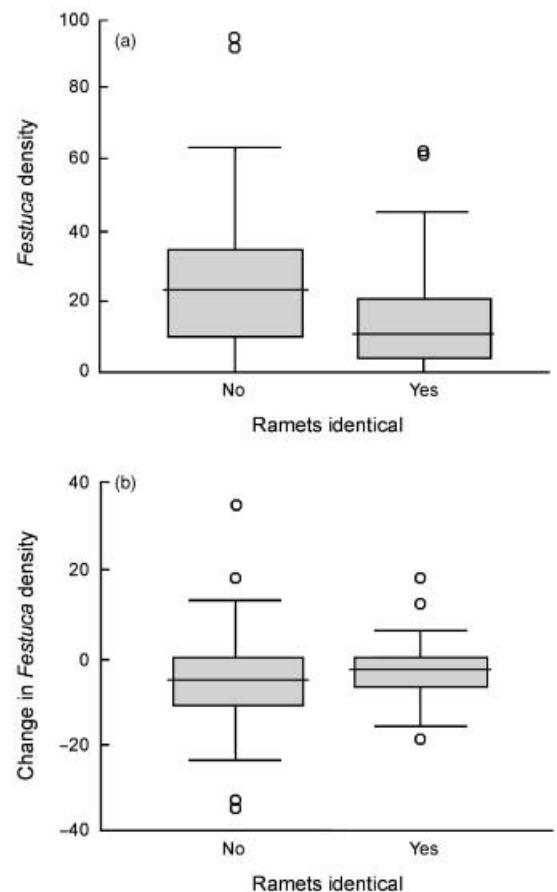 100
(a)
80
60
40
20
0
Festuca density
No
Yes
Ramets identical
40
(b)
20
–0
–20
–40
Change in Festuca density
No
Yes
Ramets identical